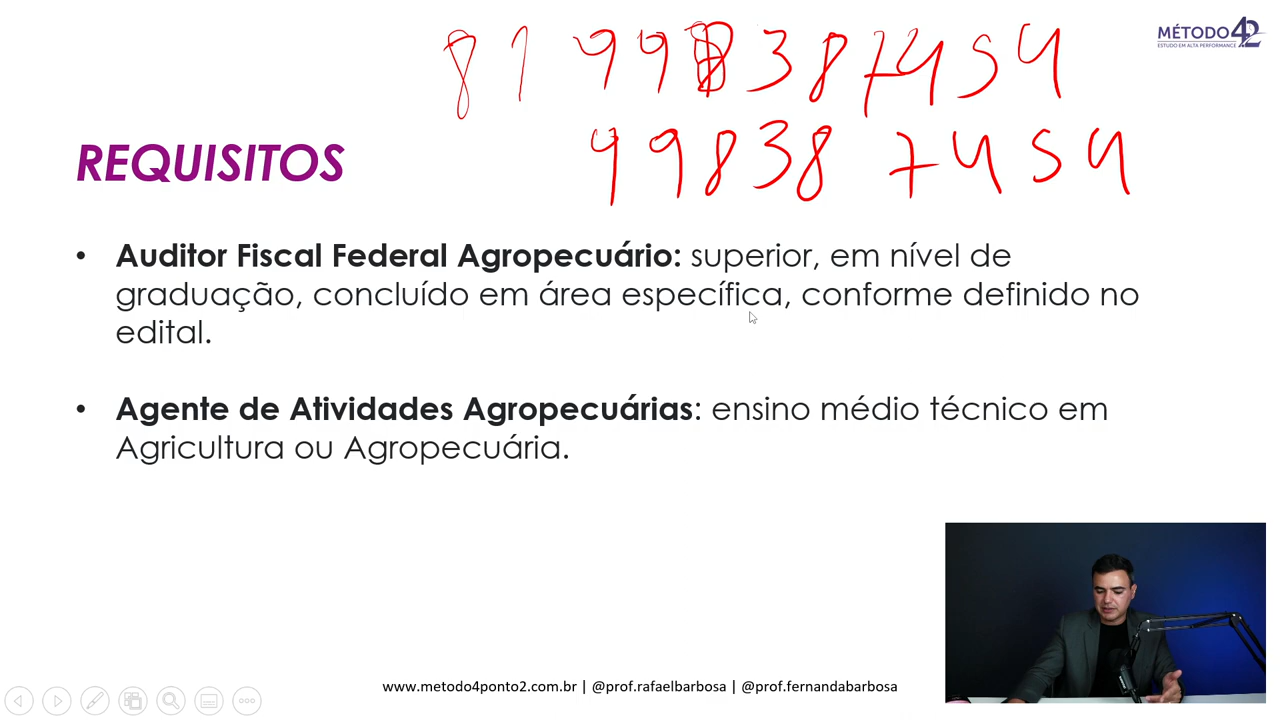 81 99838 7454
MÉTODO 4.2
ESTUDO EM ALTA PERFORMANCE
99838 7454
REQUISITOS
• Auditor Fiscal Federal Agropecuário: superior, em nível de
graduação, concluído em área específica, conforme definido no
edital.
• Agente de Atividades Agropecuárias: ensino médio técnico em
Agricultura ou Agropecuária.
www.metodo4ponto2.com.br | @prof.rafaelbarbosa | @prof.fernandabarbosa